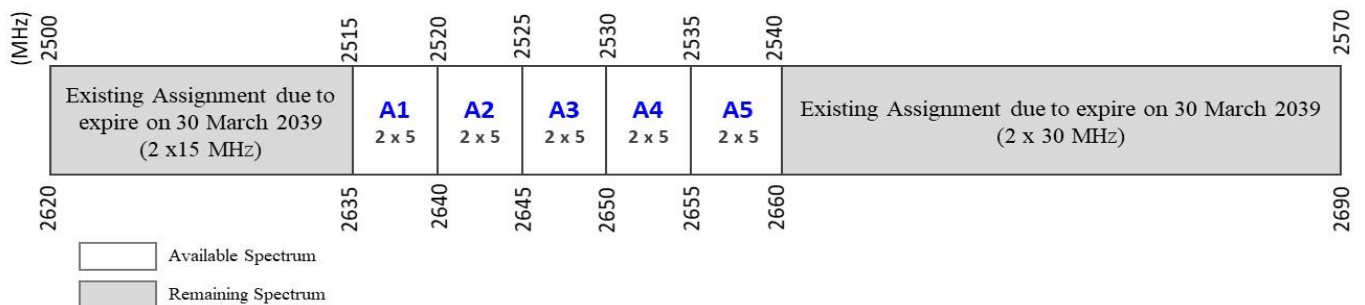 (MHz)
2500
2515
2520
2525
2530
2535
2540
2570
Existing Assignment due to
expire on 30 March 2039
(2 x15 MHz)
A1
2 x 5
A2
2 x 5
A3
2 x 5
A4
2 x 5
A5
2 x 5
Existing Assignment due to expire on 30 March 2039
(2 x 30 MHz)
2620
2635
2640
2645
2650
2655
2660
2690
Available Spectrum
Remaining Spectrum